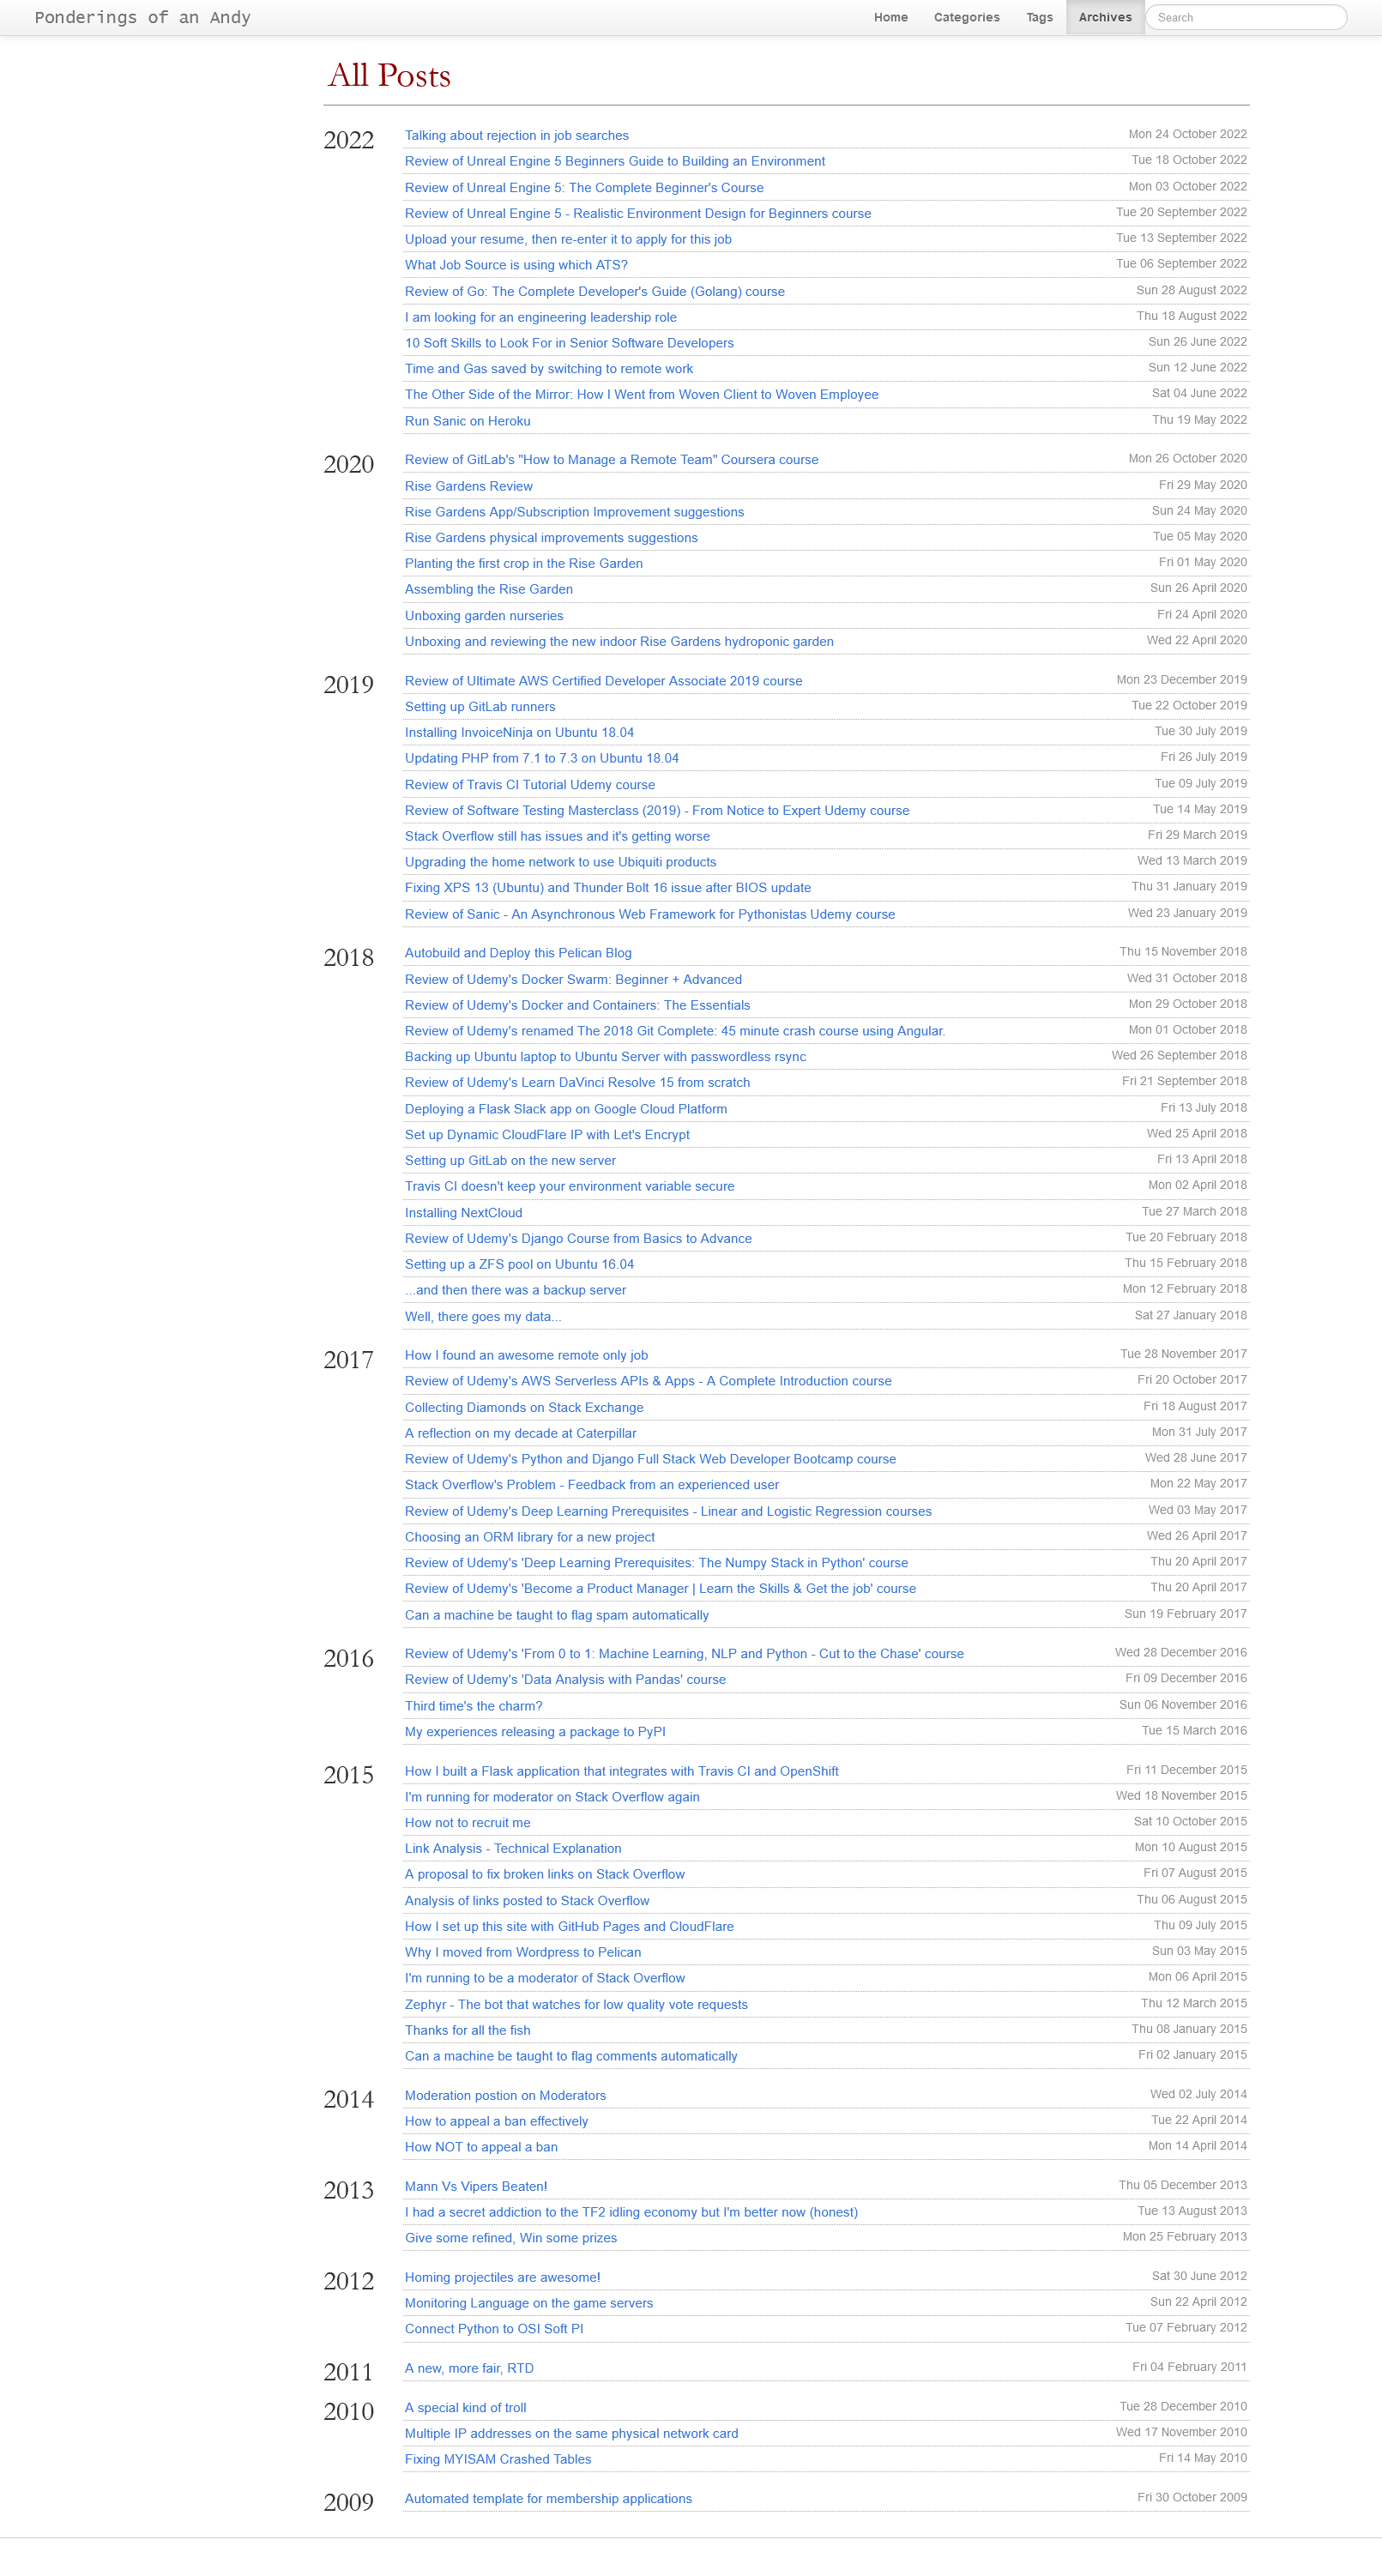 Ponderings of an Andy
Home Categories Tags Archives Search
All Posts
2022
Talking about rejection in job searches Mon 24 October 2022
Review of Unreal Engine 5 Beginners Guide to Building an Environment Tue 18 October 2022
Review of Unreal Engine 5: The Complete Beginner's Course Mon 03 October 2022
Review of Unreal Engine 5 - Realistic Environment Design for Beginners course Tue 20 September 2022
Upload your resume, then re-enter it to apply for this job Tue 13 September 2022
What Job Source is using which ATS? Tue 06 September 2022
Review of Go: The Complete Developer's Guide (Golang) course Sun 28 August 2022
I am looking for an engineering leadership role Thu 18 August 2022
10 Soft Skills to Look For in Senior Software Developers Sun 26 June 2022
Time and Gas saved by switching to remote work Sun 12 June 2022
The Other Side of the Mirror: How I Went from Woven Client to Woven Employee Sat 04 June 2022
Run Sanic on Heroku Thu 19 May 2022
2020
Review of GitLab's "How to Manage a Remote Team" Coursera course Mon 26 October 2020
Rise Gardens Review Fri 29 May 2020
Rise Gardens App/Subscription Improvement suggestions Sun 24 May 2020
Rise Gardens physical improvements suggestions Tue 05 May 2020
Planting the first crop in the Rise Garden Fri 01 May 2020
Assembling the Rise Garden Sun 26 April 2020
Unboxing garden nurseries Fri 24 April 2020
Unboxing and reviewing the new indoor Rise Gardens hydroponic garden Wed 22 April 2020
2019
Review of Ultimate AWS Certified Developer Associate 2019 course Mon 23 December 2019
Setting up GitLab runners Tue 22 October 2019
Installing InvoiceNinja on Ubuntu 18.04 Tue 30 July 2019
Updating PHP from 7.1 to 7.3 on Ubuntu 18.04 Fri 26 July 2019
Review of Travis CI Tutorial Udemy course Tue 09 July 2019
Review of Software Testing Masterclass (2019) - From Notice to Expert Udemy course Tue 14 May 2019
Stack Overflow still has issues and it's getting worse Fri 29 March 2019
Upgrading the home network to use Ubiquiti products Wed 13 March 2019
Fixing XPS 13 (Ubuntu) and Thunder Bolt 16 issue after BIOS update Thu 31 January 2019
Review of Sanic - An Asynchronous Web Framework for Pythonistas Udemy course Wed 23 January 2019
2018
Autobuild and Deploy this Pelican Blog Thu 15 November 2018
Review of Udemy's Docker Swarm: Beginner + Advanced Wed 31 October 2018
Review of Udemy's Docker and Containers: The Essentials Mon 29 October 2018
Review of Udemy's renamed The 2018 Git Complete: 45 minute crash course using Angular. Mon 01 October 2018
Backing up Ubuntu laptop to Ubuntu Server with passwordless rsync Wed 26 September 2018
Review of Udemy's Learn DaVinci Resolve 15 from scratch Fri 21 September 2018
Deploying a Flask Slack app on Google Cloud Platform Fri 13 July 2018
Set up Dynamic CloudFlare IP with Let's Encrypt Wed 25 April 2018
Setting up GitLab on the new server Fri 13 April 2018
Travis CI doesn't keep your environment variable secure Mon 02 April 2018
Installing NextCloud Tue 27 March 2018
Review of Udemy's Django Course from Basics to Advance Tue 20 February 2018
Setting up a ZFS pool on Ubuntu 16.04 Thu 15 February 2018
...and then there was a backup server Mon 12 February 2018
Well, there goes my data... Sat 27 January 2018
2017
How I found an awesome remote only job Tue 28 November 2017
Review of Udemy's AWS Serverless APIs & Apps - A Complete Introduction course Fri 20 October 2017
Collecting Diamonds on Stack Exchange Fri 18 August 2017
A reflection on my decade at Caterpillar Mon 31 July 2017
Review of Udemy's Python and Django Full Stack Web Developer Bootcamp course Wed 28 June 2017
Stack Overflow's Problem - Feedback from an experienced user Mon 22 May 2017
Review of Udemy's Deep Learning Prerequisites - Linear and Logistic Regression courses Wed 03 May 2017
Choosing an ORM library for a new project Wed 26 April 2017
Review of Udemy's 'Deep Learning Prerequisites: The Numpy Stack in Python' course Thu 20 April 2017
Review of Udemy's 'Become a Product Manager | Learn the Skills & Get the job' course Thu 20 April 2017
Can a machine be taught to flag spam automatically Sun 19 February 2017
2016
Review of Udemy's 'From 0 to 1: Machine Learning, NLP and Python - Cut to the Chase' course Wed 28 December 2016
Review of Udemy's 'Data Analysis with Pandas' course Fri 09 December 2016
Third time's the charm? Sun 06 November 2016
My experiences releasing a package to PyPI Tue 15 March 2016
2015
How I built a Flask application that integrates with Travis CI and OpenShift Fri 11 December 2015
I'm running for moderator on Stack Overflow again Wed 18 November 2015
How not to recruit me Sat 10 October 2015
Link Analysis - Technical Explanation Mon 10 August 2015
A proposal to fix broken links on Stack Overflow Fri 07 August 2015
Analysis of links posted to Stack Overflow Thu 06 August 2015
How I set up this site with GitHub Pages and CloudFlare Thu 09 July 2015
Why I moved from Wordpress to Pelican Sun 03 May 2015
I'm running to be a moderator of Stack Overflow Mon 06 April 2015
Zephyr - The bot that watches for low quality vote requests Thu 12 March 2015
Thanks for all the fish Thu 08 January 2015
Can a machine be taught to flag comments automatically Fri 02 January 2015
2014
Moderation postion on Moderators Wed 02 July 2014
How to appeal a ban effectively Tue 22 April 2014
How NOT to appeal a ban Mon 14 April 2014
2013
Mann Vs Vipers Beaten! Thu 05 December 2013
I had a secret addiction to the TF2 idling economy but I'm better now (honest) Tue 13 August 2013
Give some refined, Win some prizes Mon 25 February 2013
2012
Homing projectiles are awesome! Sat 30 June 2012
Monitoring Language on the game servers Sun 22 April 2012
Connect Python to OSI Soft PI Tue 07 February 2012
2011
A new, more fair, RTD Fri 04 February 2011
2010
A special kind of troll Tue 28 December 2010
Multiple IP addresses on the same physical network card Wed 17 November 2010
Fixing MYISAM Crashed Tables Fri 14 May 2010
2009
Automated template for membership applications Fri 30 October 2009